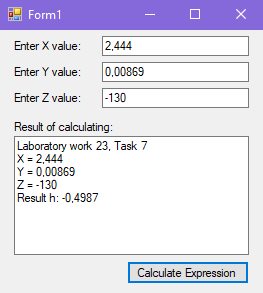 Form1
Enter X value: 2,444
Enter Y value: 0,00869
Enter Z value: -130
Result of calculating:
Laboratory work 23, Task 7
X = 2,444
Y = 0,00869
Z = -130
Result h: -0,4987
Calculate Expression